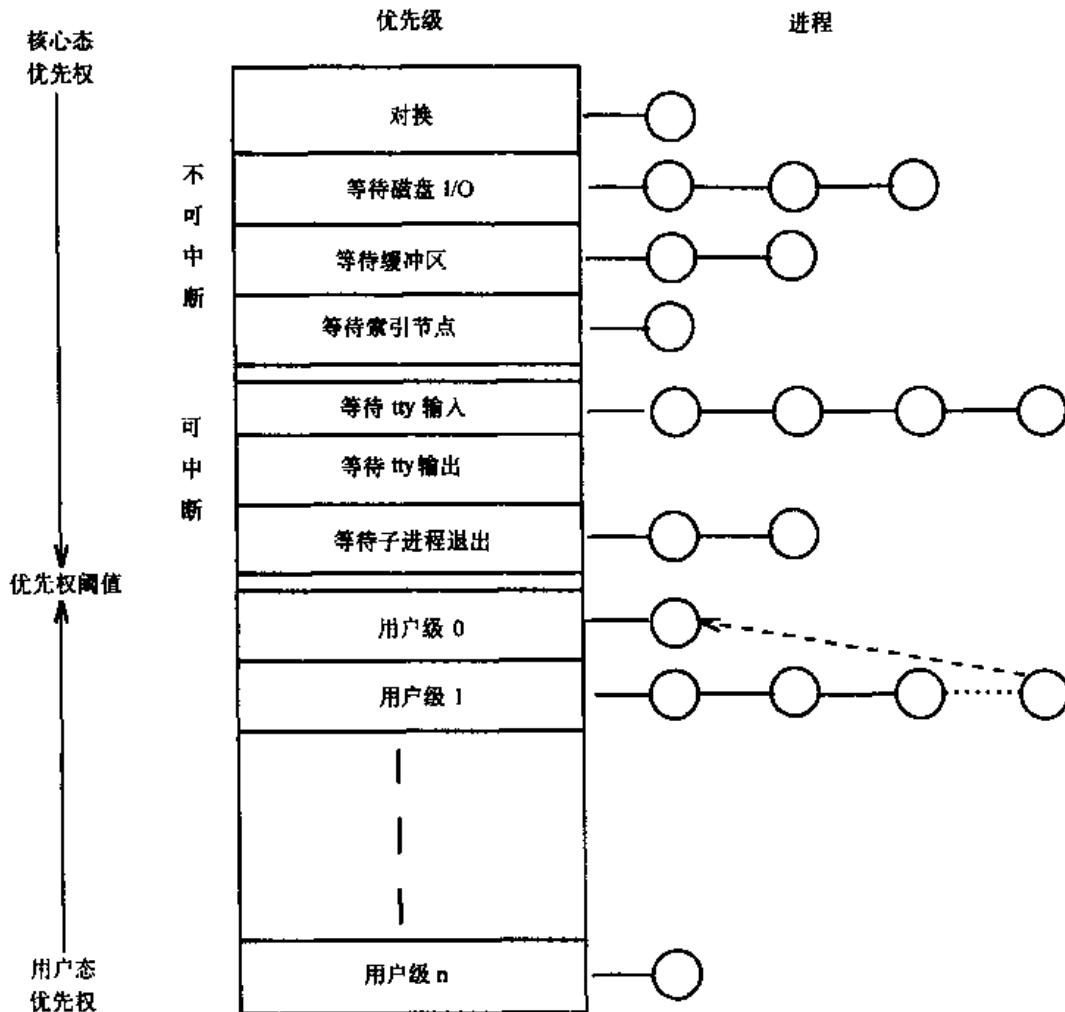 优先级
进程
核心态
优先权
对换
不可中断
等待磁盘 I/O
等待缓冲区
等待索引节点
可中断
等待 tty 输入
等待 tty 输出
等待子进程退出
优先权阈值
用户级 0
用户级 1
用户级 n
用户态
优先权